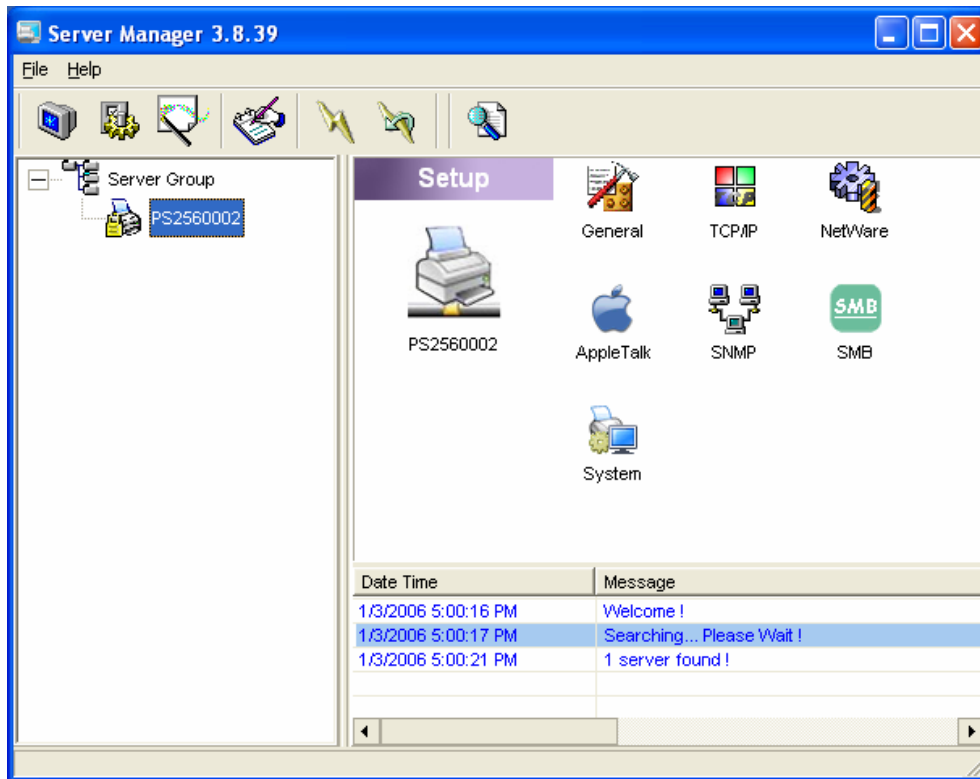 Server Manager 3.8.39
File Help
Server Group
PS2560002
Setup
PS2560002
General
TCP/IP
NetWare
AppleTalk
SNMP
SMB
SMB
System
Date Time Message
1/3/2006 5:00:16 PM Welcome !
1/3/2006 5:00:17 PM Searching... Please Wait !
1/3/2006 5:00:21 PM 1 server found !